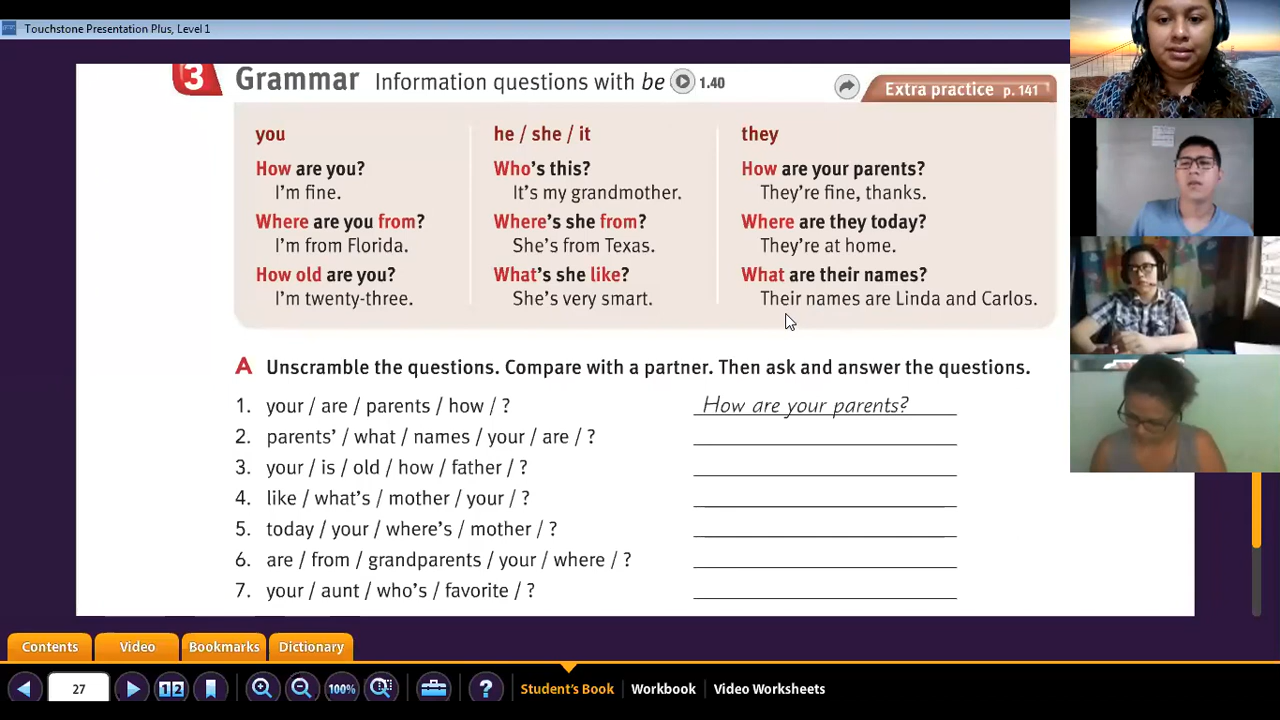 Touchstone Presentation Plus, Level 1
3 Grammar Information questions with be 1.40
Extra practice p. 141
you
How are you?
I'm fine.
Where are you from?
I'm from Florida.
How old are you?
I'm twenty-three.
he / she / it
Who's this?
It's my grandmother.
Where's she from?
She's from Texas.
What's she like?
She's very smart.
they
How are your parents?
They're fine, thanks.
Where are they today?
They're at home.
What are their names?
Their names are Linda and Carlos.
A Unscramble the questions. Compare with a partner. Then ask and answer the questions.
1. your / are / parents / how / ? How are your parents?
2. parents' / what / names / your / are / ?
3. your / is / old / how / father / ?
4. like / what's / mother / your / ?
5. today / your / where's / mother / ?
6. are / from / grandparents / your / where / ?
7. your / aunt / who's / favorite / ?
Contents Video Bookmarks Dictionary
27 1 2 100% ? Student's Book Workbook Video Worksheets